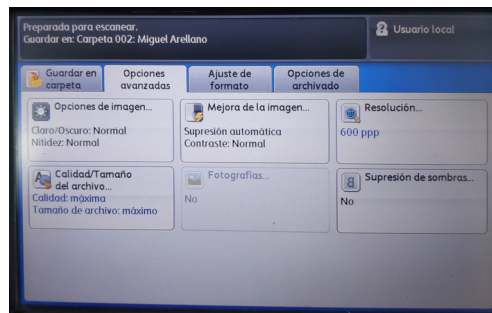 Preparada para escanear.
Guardar en: Carpeta 002: Miguel Arellano
Usuario local
Guardar en
carpeta
Opciones
avanzadas
Ajuste de
formato
Opciones de
archivado
Opciones de imagen...
Claro/Oscuro: Normal
Nitidez: Normal
Mejora de la imagen...
Supresión automática
Contraste: Normal
Resolución...
600 ppp
Calidad/Tamaño
del archivo...
Calidad: máxima
Tamaño de archivo: máximo
Fotografías...
No
Supresión de sombras...
No